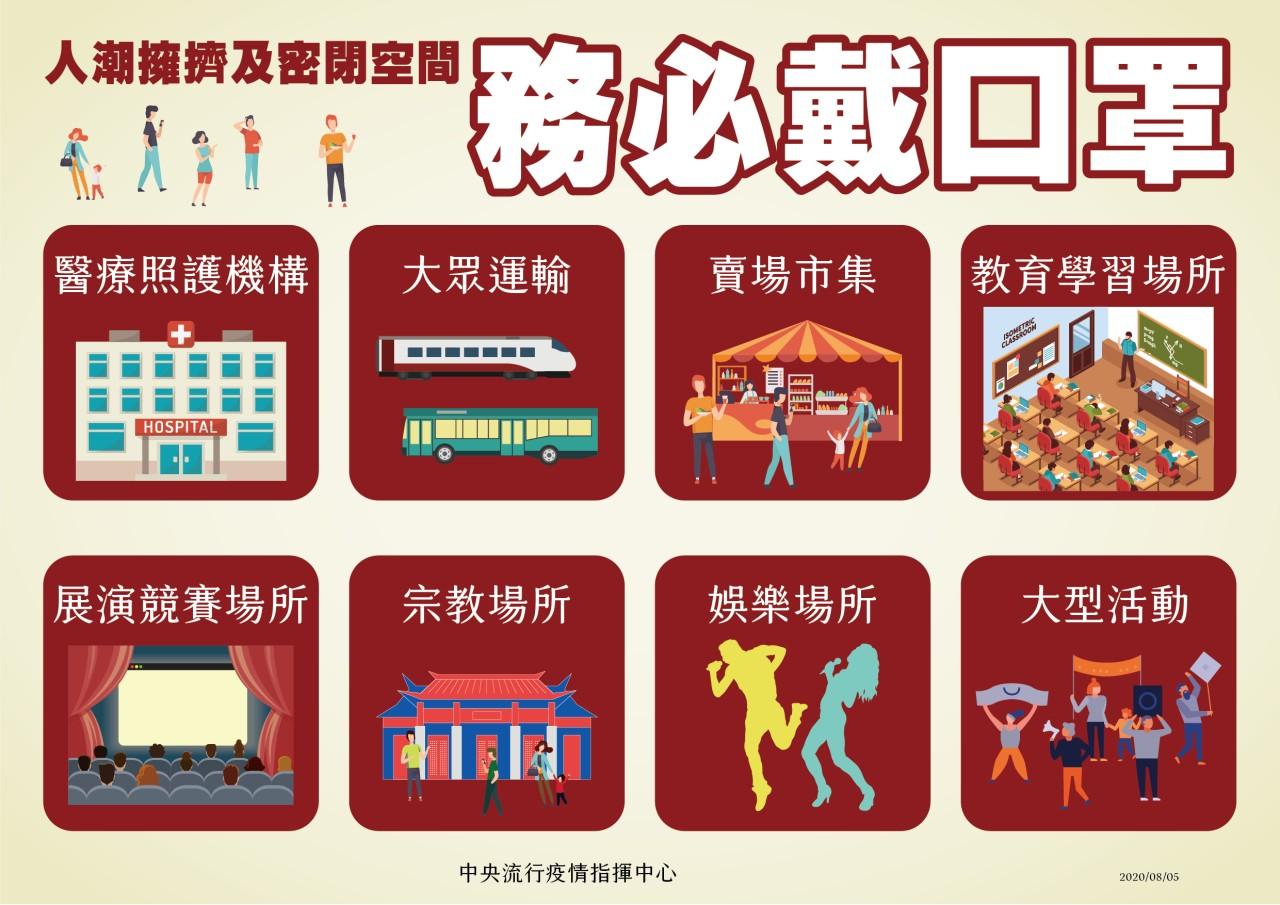 人潮擁擠及密閉空間
務必戴口罩
醫療照護機構
HOSPITAL
大眾運輸
賣場市集
教育學習場所
ISOMETRIC
CLASSROOM
展演競賽場所
宗教場所
娛樂場所
大型活動
中央流行疫情指揮中心
2020/08/05